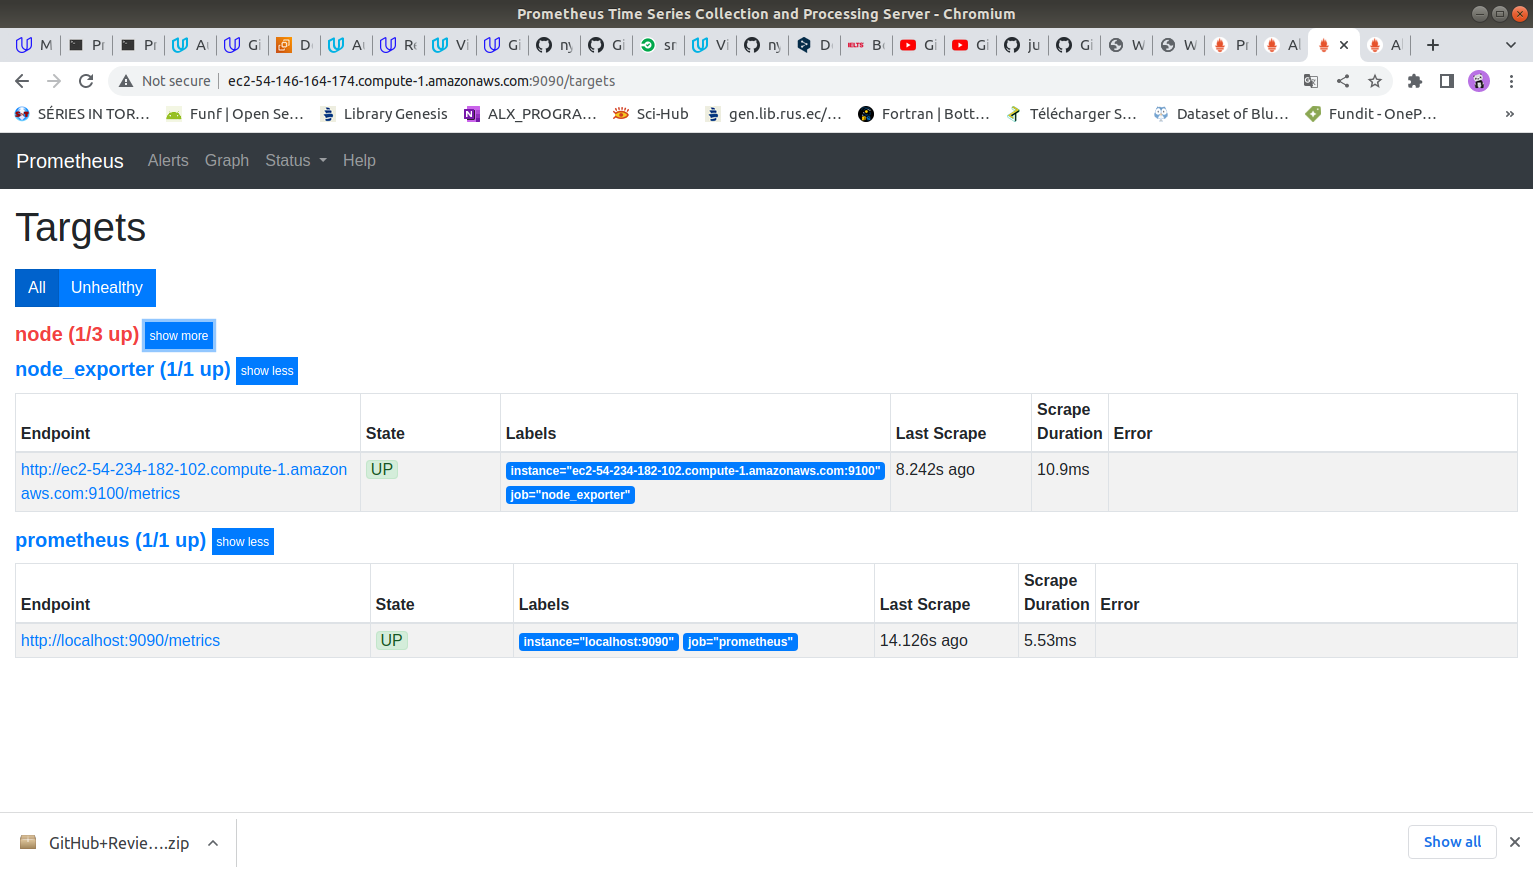 Prometheus Time Series Collection and Processing Server - Chromium
M Pr Pr A Gi D A Re Vi Gi ny Gi sr Vi ny D IELTS Be Gi Gi ju Gi W W Pr Al Al
Not secure ec2-54-146-164-174.compute-1.amazonaws.com:9090/targets
SÉRIES IN TOR… Funf | Open Se… Library Genesis ALX_PROGRA… Sci-Hub gen.lib.rus.ec/… Fortran | Bott… Télécharger S… Dataset of Blu… Fundit - OneP… »
Prometheus Alerts Graph Status Help
Targets
All Unhealthy
node (1/3 up) show more
node_exporter (1/1 up) show less
Endpoint State Labels Last Scrape Scrape Duration Error
http://ec2-54-234-182-102.compute-1.amazon UP instance="ec2-54-234-182-102.compute-1.amazonaws.com:9100" 8.242s ago 10.9ms
aws.com:9100/metrics job="node_exporter"
prometheus (1/1 up) show less
Endpoint State Labels Last Scrape Scrape Duration Error
http://localhost:9090/metrics UP instance="localhost:9090" job="prometheus" 14.126s ago 5.53ms
GitHub+Revie….zip Show all